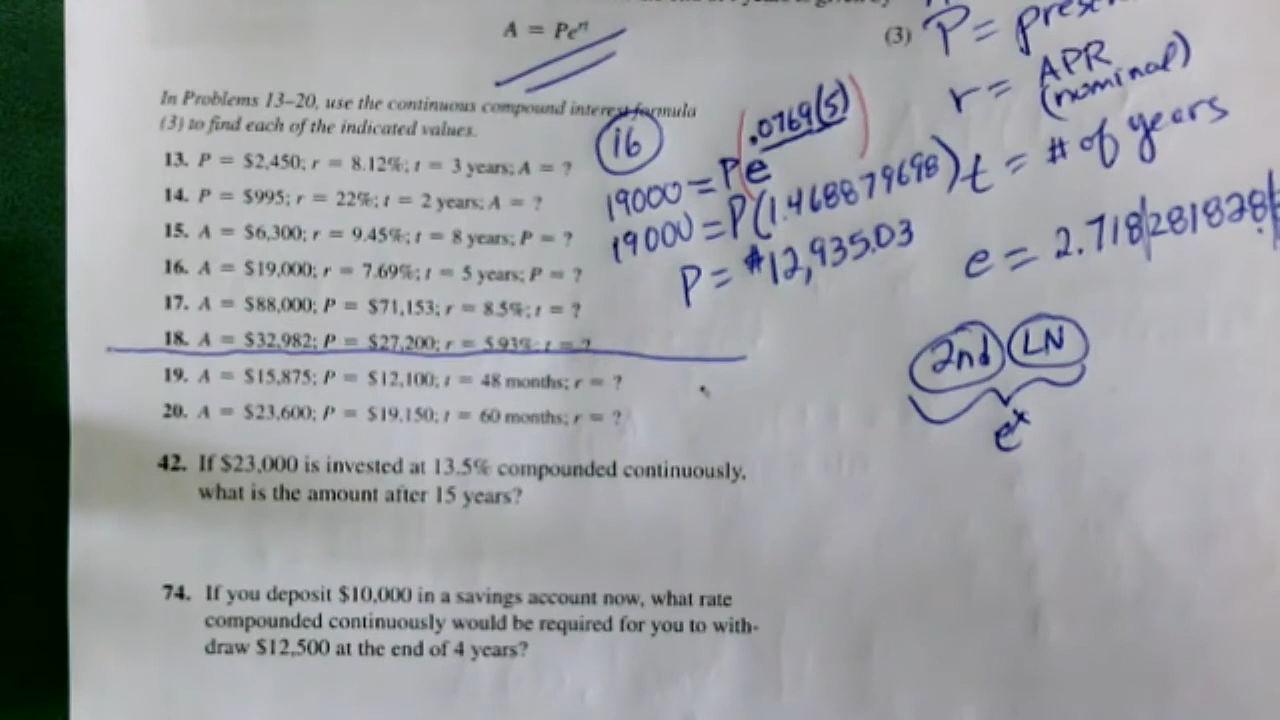 A = Pe^rt
(3)
P = prese
r = APR
(nominal)
t = # of years
e = 2.718281828
In Problems 13–20, use the continuous compound interest formula
(3) to find each of the indicated values.
13. P = $2,450; r = 8.12%; t = 3 years; A = ?
14. P = $995; r = 22%; t = 2 years; A = ?
15. A = $6,300; r = 9.45%; t = 8 years; P = ?
16. A = $19,000; r = 7.69%; t = 5 years; P = ?
17. A = $88,000; P = $71,153; r = 8.5%; t = ?
18. A = $32,982; P = $27,200; r = 5.93%; t = ?
19. A = $15,875; P = $12,100; t = 48 months; r = ?
20. A = $23,600; P = $19,150; t = 60 months; r = ?
16
19000 = Pe^.0769(5)
19000 = P(1.468879698)
P = $12,935.03
2nd LN
e^x
42. If $23,000 is invested at 13.5% compounded continuously,
what is the amount after 15 years?
74. If you deposit $10,000 in a savings account now, what rate
compounded continuously would be required for you to with-
draw $12,500 at the end of 4 years?